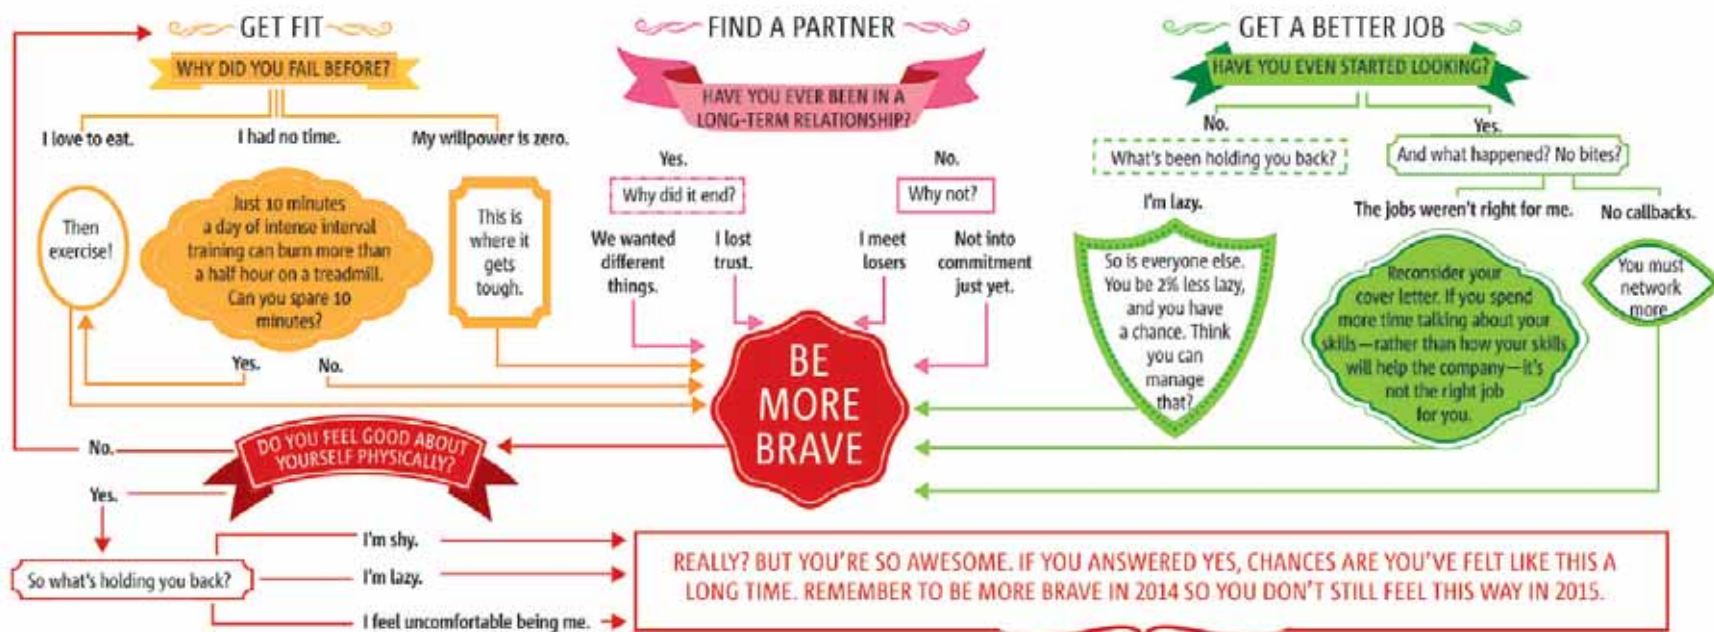 GET FIT
WHY DID YOU FAIL BEFORE?
I love to eat.
I had no time.
My willpower is zero.
Then
exercise!
Just 10 minutes
a day of intense interval
training can burn more than
a half hour on a treadmill.
Can you spare 10
minutes?
This is
where it
gets
tough.
Yes.
No.
FIND A PARTNER
HAVE YOU EVER BEEN IN A
LONG-TERM RELATIONSHIP?
Yes.
No.
Why did it end?
Why not?
We wanted
different
things.
I lost
trust.
I meet
losers
Not into
commitment
just yet.
GET A BETTER JOB
HAVE YOU EVEN STARTED LOOKING?
No.
Yes.
What's been holding you back?
And what happened? No bites?
I'm lazy.
The jobs weren't right for me.
No callbacks.
So is everyone else.
You be 2% less lazy,
and you have
a chance. Think
you can
manage
that?
Reconsider your
cover letter. If you spend
more time talking about your
skills—rather than how your skills
will help the company—it's
not the right job
for you.
You must
network
more
BE
MORE
BRAVE
DO YOU FEEL GOOD ABOUT
YOURSELF PHYSICALLY?
No.
Yes.
So what's holding you back?
I'm shy.
I'm lazy.
I feel uncomfortable being me.
REALLY? BUT YOU'RE SO AWESOME. IF YOU ANSWERED YES, CHANCES ARE YOU'VE FELT LIKE THIS A
LONG TIME. REMEMBER TO BE MORE BRAVE IN 2014 SO YOU DON'T STILL FEEL THIS WAY IN 2015.